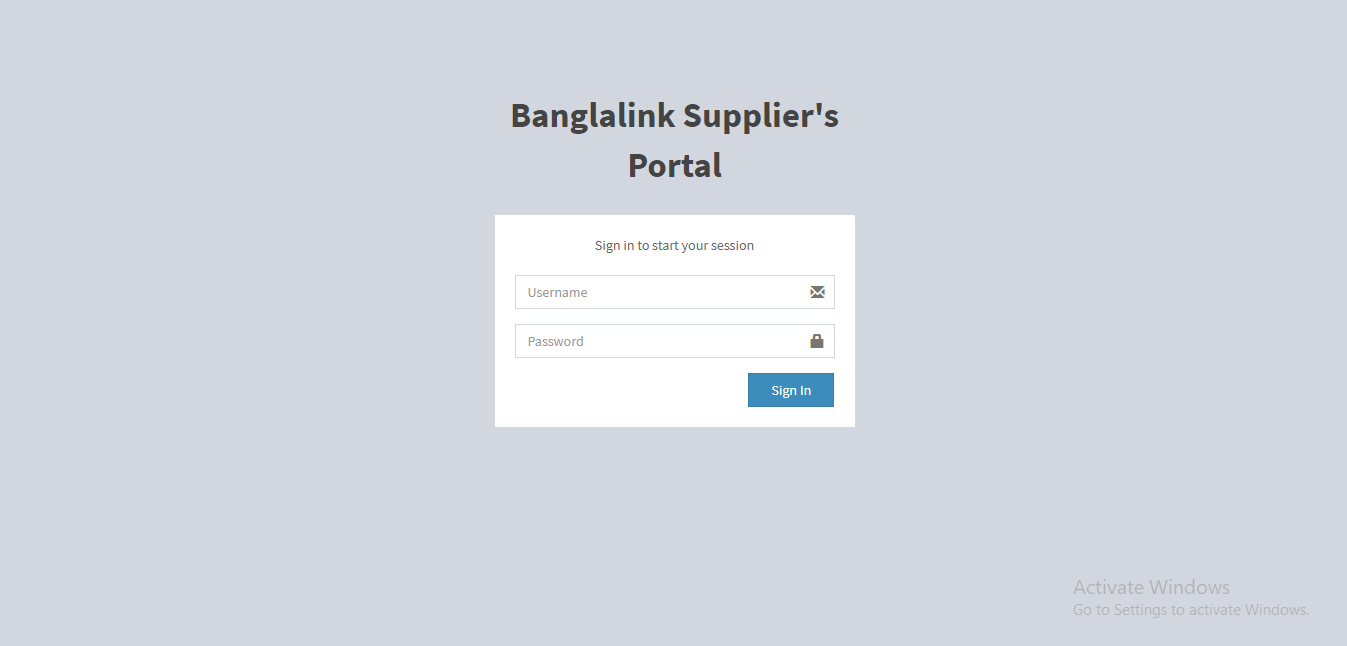 Banglalink Supplier's
Portal
Sign in to start your session
Username
Password
Sign In
Activate Windows
Go to Settings to activate Windows.